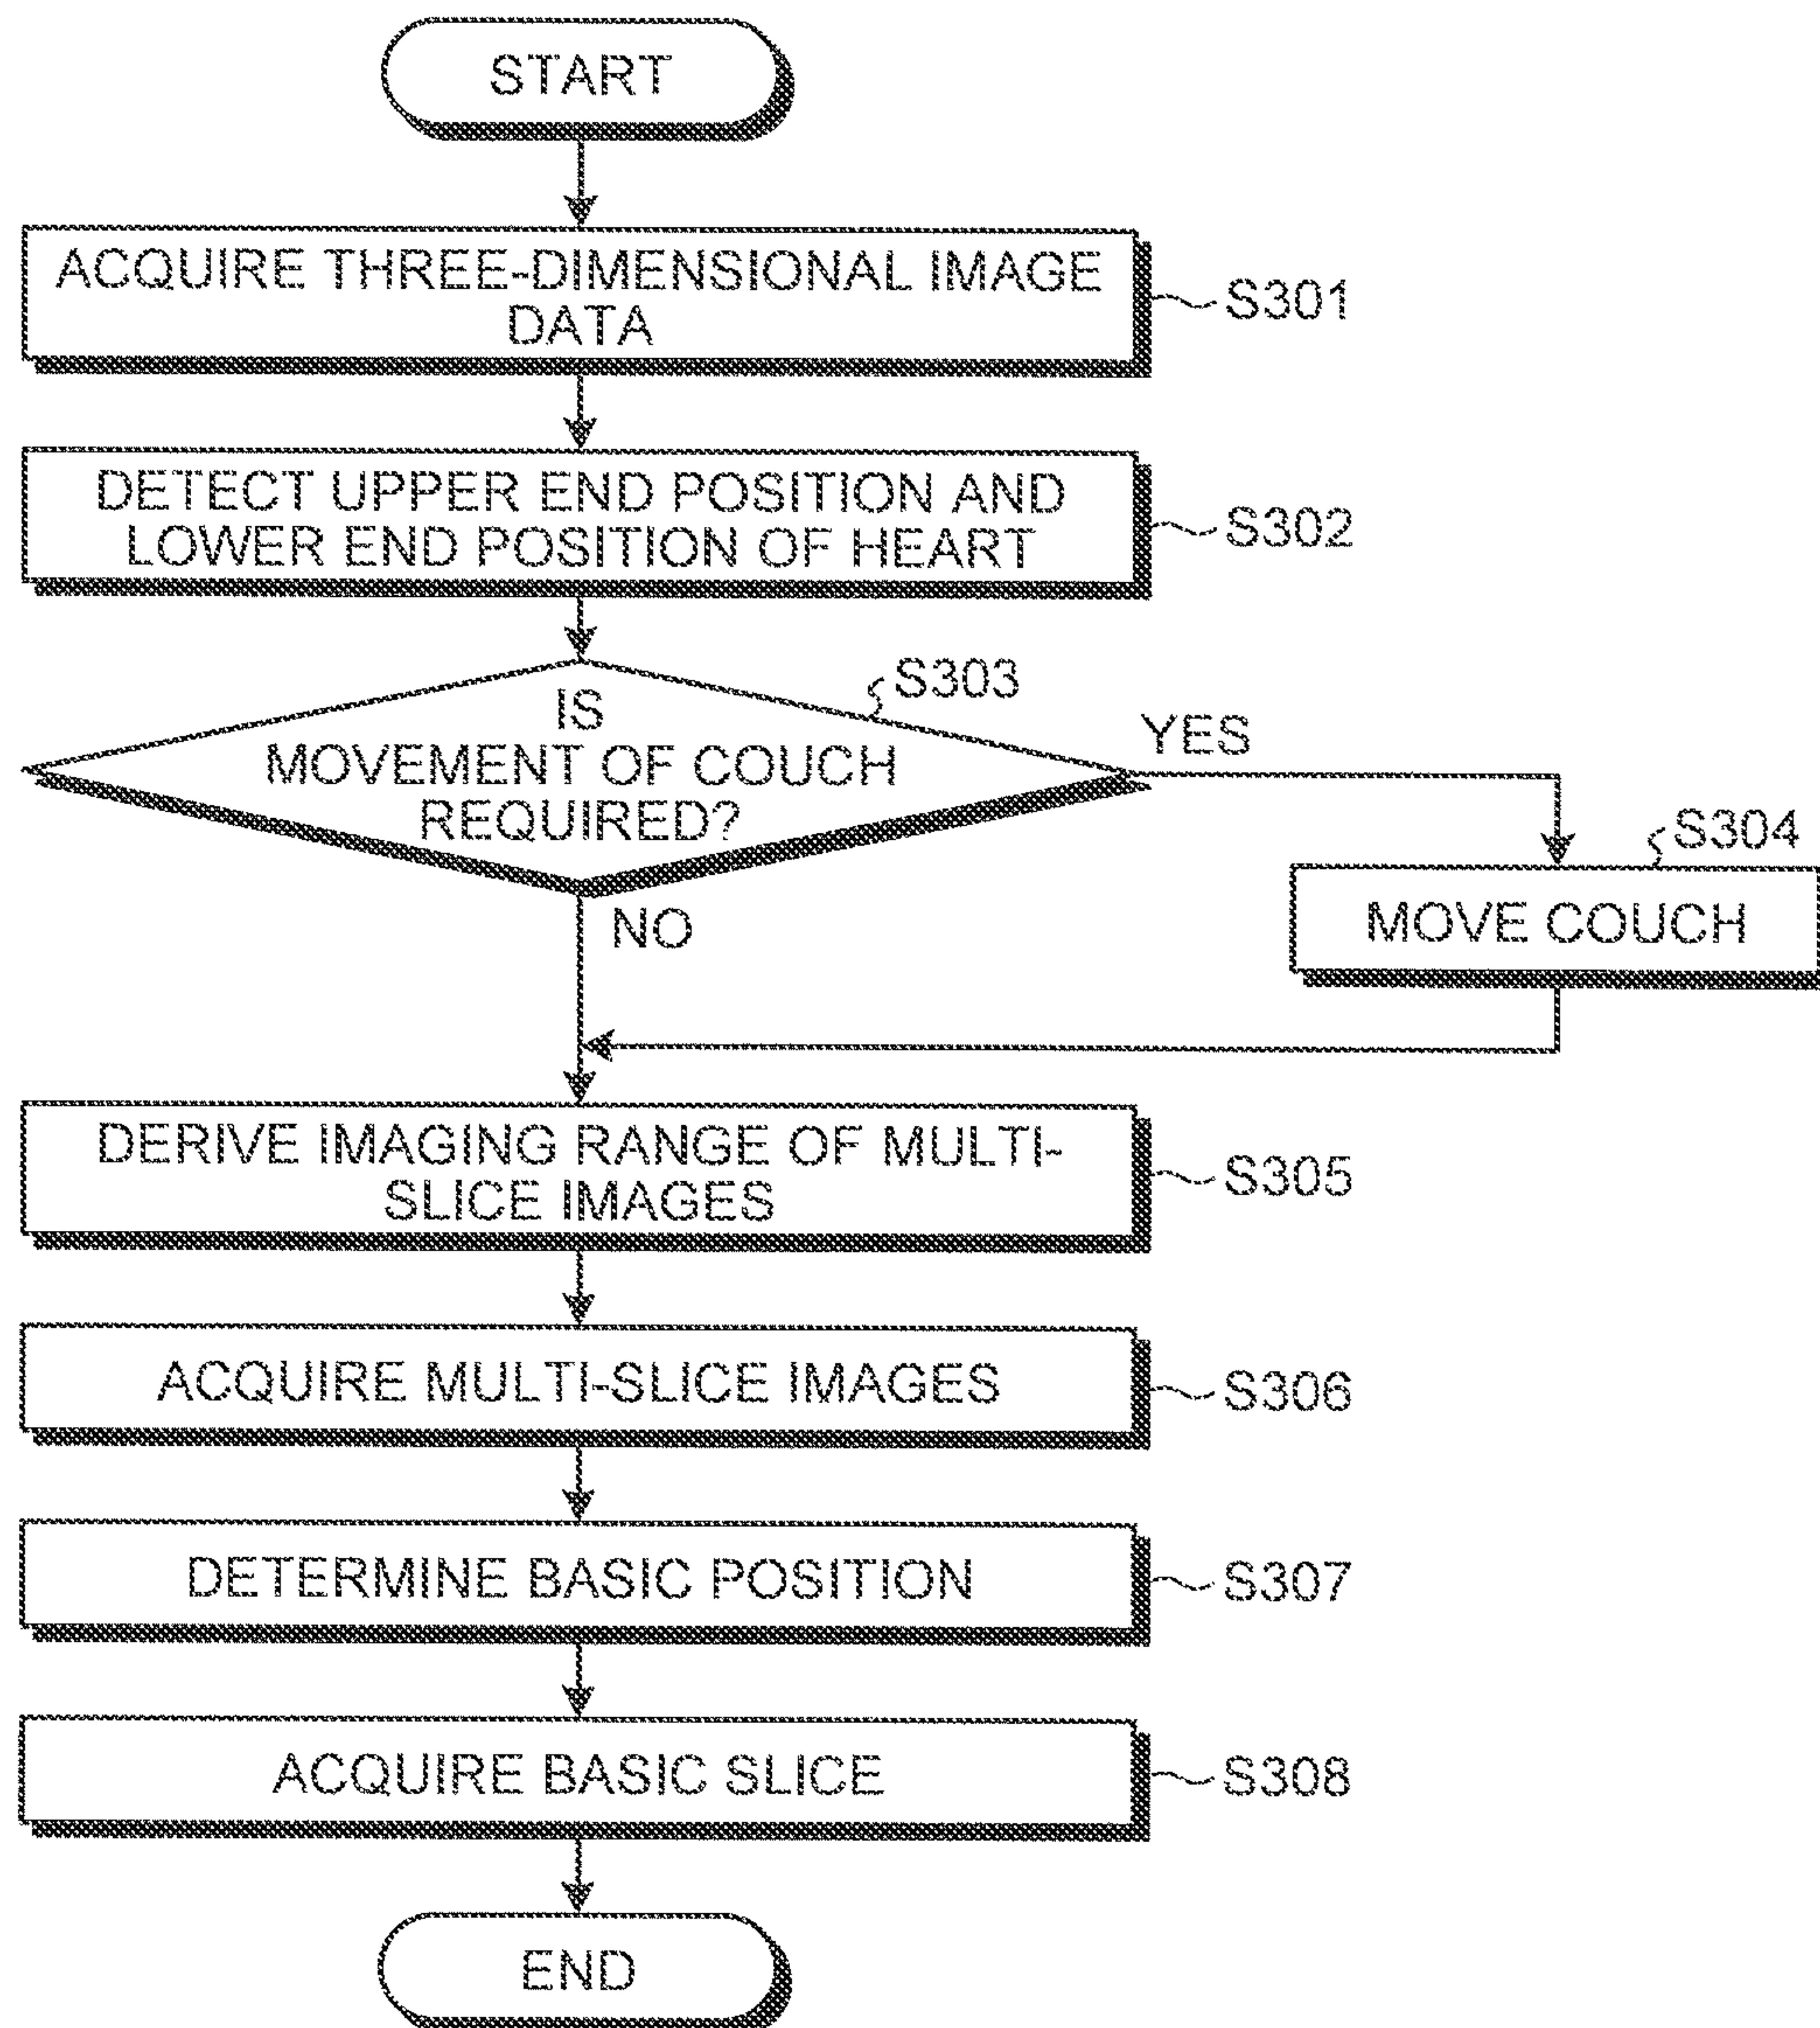 START
ACQUIRE THREE-DIMENSIONAL IMAGE
DATA
S301
DETECT UPPER END POSITION AND
LOWER END POSITION OF HEART
S302
S303
IS
MOVEMENT OF COUCH
REQUIRED?
YES
S304
MOVE COUCH
NO
DERIVE IMAGING RANGE OF MULTI-
SLICE IMAGES
S305
ACQUIRE MULTI-SLICE IMAGES
S306
DETERMINE BASIC POSITION
S307
ACQUIRE BASIC SLICE
S308
END